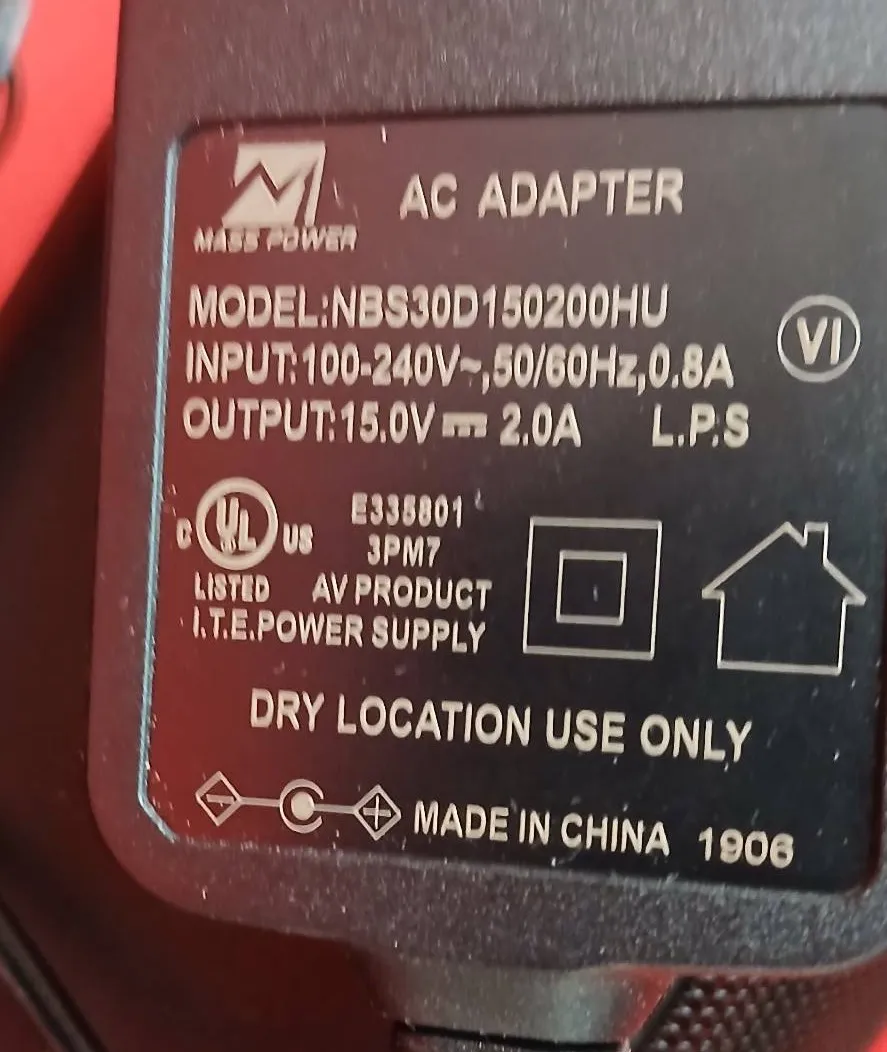 MASS POWER
AC ADAPTER
MODEL:NBS30D150200HU
INPUT:100-240V~,50/60Hz,0.8A
VI
OUTPUT:15.0V⎓2.0A L.P.S
C UL US
LISTED
E335801
3PM7
AV PRODUCT
I.T.E.POWER SUPPLY
DRY LOCATION USE ONLY
MADE IN CHINA 1906